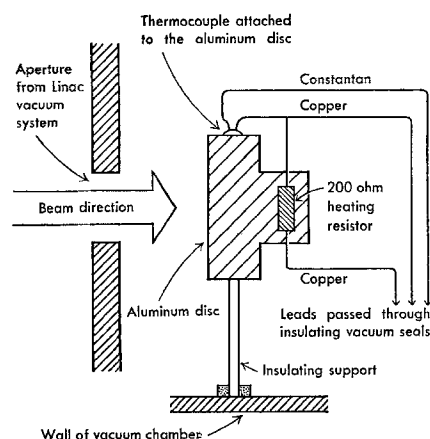 Thermocouple attached
to the aluminum disc
Aperture
from Linac
vacuum
system
Constantan
Copper
Beam direction
200 ohm
heating
resistor
Copper
Aluminum disc
Leads passed through
insulating vacuum seals
Insulating support
Wall of vacuum chamber